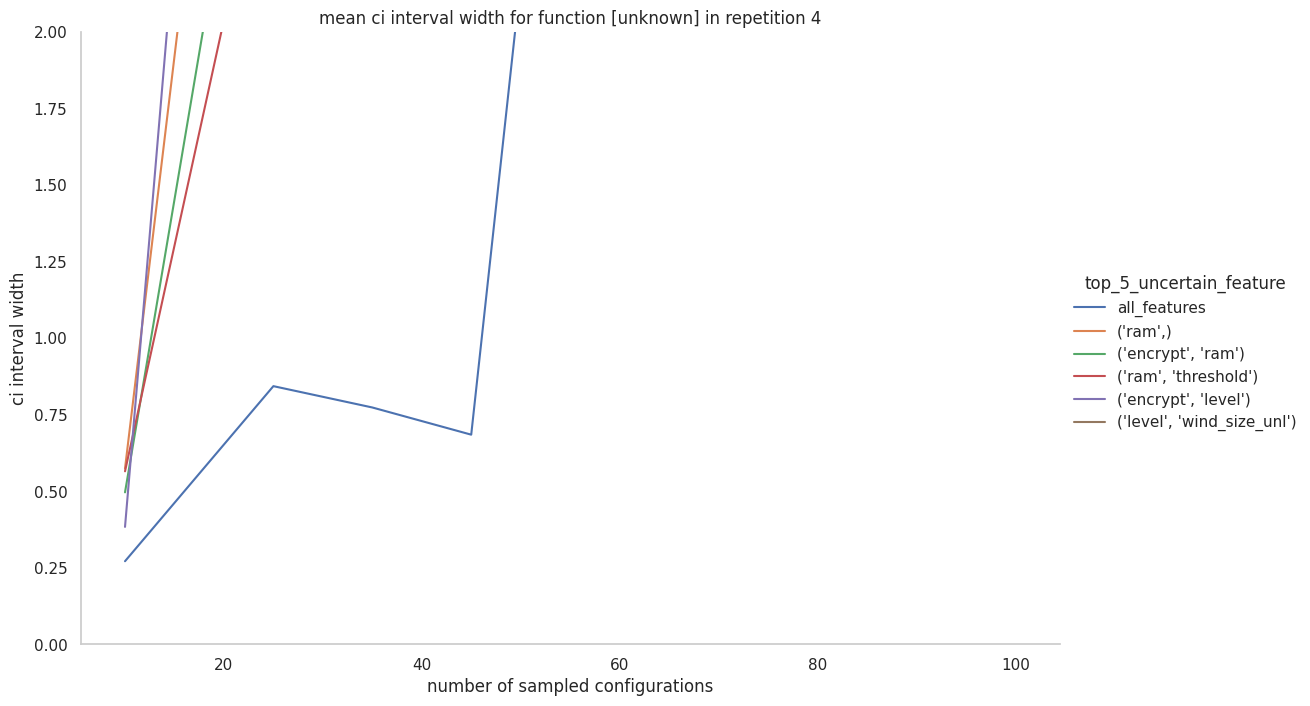 mean ci interval width for function [unknown] in repetition 4
2.00
1.75
1.50
1.25
1.00
0.75
0.50
0.25
0.00
ci interval width
20
40
60
80
100
number of sampled configurations
top_5_uncertain_feature
all_features
('ram',)
('encrypt', 'ram')
('ram', 'threshold')
('encrypt', 'level')
('level', 'wind_size_unl')